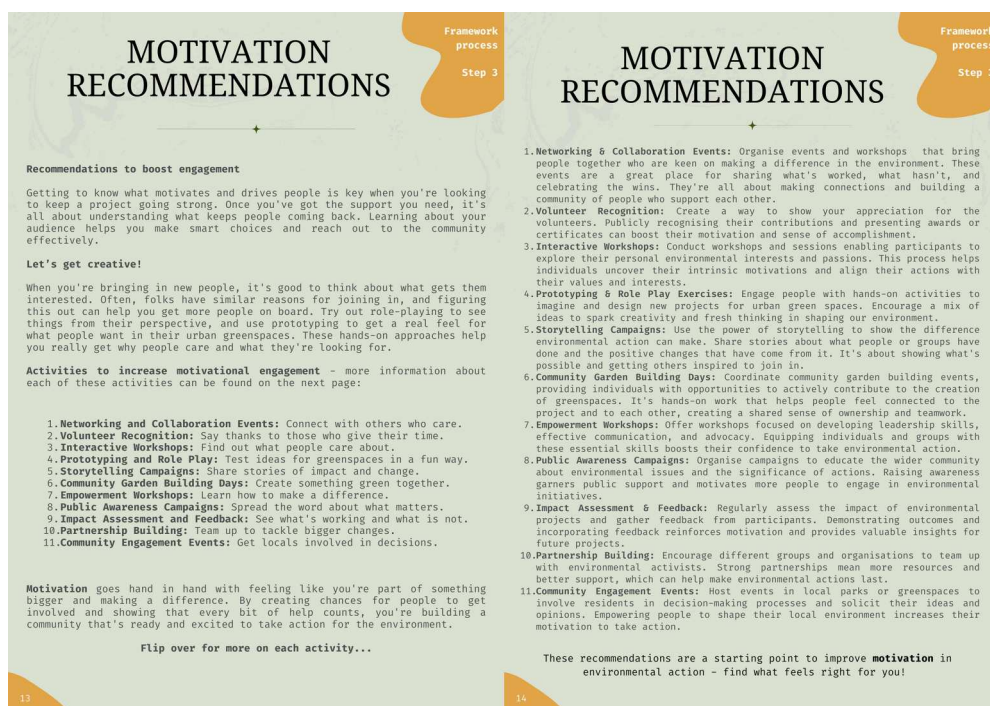 Framework
process
Step 3
MOTIVATION
RECOMMENDATIONS
Recommendations to boost engagement
Getting to know what motivates and drives people is key when you're looking
to keep a project going strong. Once you've got the support you need, it's
all about understanding what keeps people coming back. Learning about your
audience helps you make smart choices and reach out to the community
effectively.
Let's get creative!
When you're bringing in new people, it's good to think about what gets them
interested. Often, folks have similar reasons for joining in, and figuring
this out can help you get more people on board. Try out role-playing to see
things from their perspective, and use prototyping to get a real feel for
what people want in their urban greenspaces. These hands-on approaches help
you really get why people care and what they're looking for.
Activities to increase motivational engagement - more information about
each of these activities can be found on the next page:
1.Networking and Collaboration Events: Connect with others who care.
2.Volunteer Recognition: Say thanks to those who give their time.
3.Interactive Workshops: Find out what people care about.
4.Prototyping and Role Play: Test ideas for greenspaces in a fun way.
5.Storytelling Campaigns: Share stories of impact and change.
6.Community Garden Building Days: Create something green together.
7.Empowerment Workshops: Learn how to make a difference.
8.Public Awareness Campaigns: Spread the word about what matters.
9.Impact Assessment and Feedback: See what's working and what is not.
10.Partnership Building: Team up to tackle bigger changes.
11.Community Engagement Events: Get locals involved in decisions.
Motivation goes hand in hand with feeling like you're part of something
bigger and making a difference. By creating chances for people to get
involved and showing that every bit of help counts, you're building a
community that's ready and excited to take action for the environment.
Flip over for more on each activity...
13
Framework
process
Step
MOTIVATION
RECOMMENDATIONS
1.Networking & Collaboration Events: Organise events and workshops that bring
people together who are keen on making a difference in the environment. These
events are a great place for sharing what's worked, what hasn't, and
celebrating the wins. They're all about making connections and building a
community of people who support each other.
2.Volunteer Recognition: Create a way to show your appreciation for the
volunteers. Publicly recognising their contributions and presenting awards or
certificates can boost their motivation and sense of accomplishment.
3.Interactive Workshops: Conduct workshops and sessions enabling participants to
explore their personal environmental interests and passions. This process helps
individuals uncover their intrinsic motivations and align their actions with
their values and interests.
4.Prototyping & Role Play Exercises: Engage people with hands-on activities to
imagine and design new projects for urban green spaces. Encourage a mix of
ideas to spark creativity and fresh thinking in shaping our environment.
5.Storytelling Campaigns: Use the power of storytelling to show the difference
environmental action can make. Share stories about what people or groups have
done and the positive changes that have come from it. It's about showing what's
possible and getting others inspired to join in.
6.Community Garden Building Days: Coordinate community garden building events,
providing individuals with opportunities to actively contribute to the creation
of greenspaces. It's hands-on work that helps people feel connected to the
project and to each other, creating a shared sense of ownership and teamwork.
7.Empowerment Workshops: Offer workshops focused on developing leadership skills,
effective communication, and advocacy. Equipping individuals and groups with
these essential skills boosts their confidence to take environmental action.
8.Public Awareness Campaigns: Organise campaigns to educate the wider community
about environmental issues and the significance of actions. Raising awareness
garners public support and motivates more people to engage in environmental
initiatives.
9.Impact Assessment & Feedback: Regularly assess the impact of environmental
projects and gather feedback from participants. Demonstrating outcomes and
incorporating feedback reinforces motivation and provides valuable insights for
future projects.
10.Partnership Building: Encourage different groups and organisations to team up
with environmental activists. Strong partnerships mean more resources and
better support, which can help make environmental actions last.
11.Community Engagement Events: Host events in local parks or greenspaces to
involve residents in decision-making processes and solicit their ideas and
opinions. Empowering people to shape their local environment increases their
motivation to take action.
These recommendations are a starting point to improve motivation in
environmental action - find what feels right for you!
14